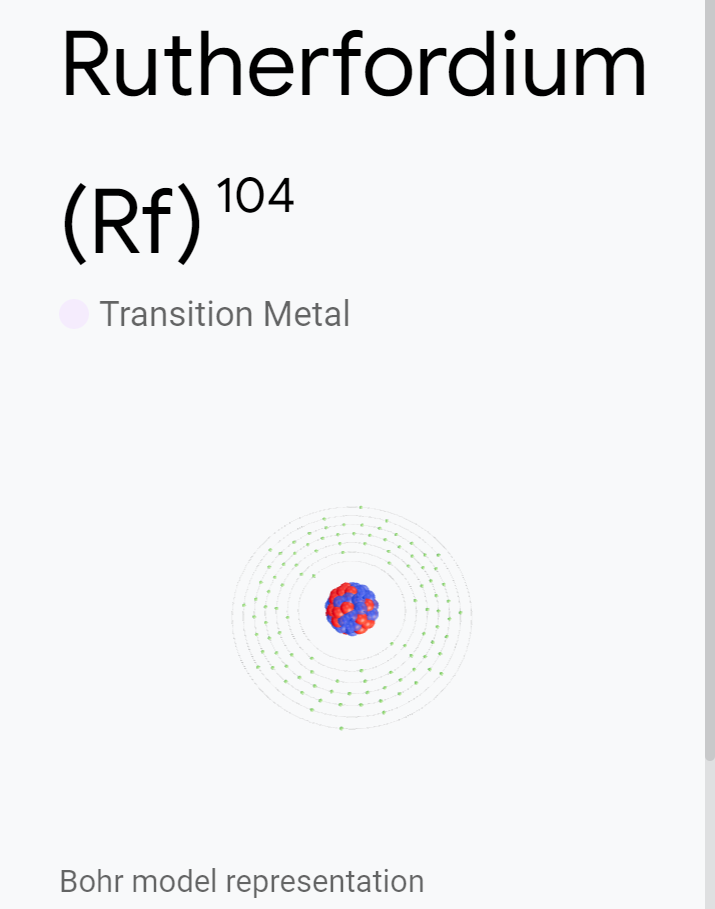 Rutherfordium
(Rf) 104
Transition Metal
Bohr model representation